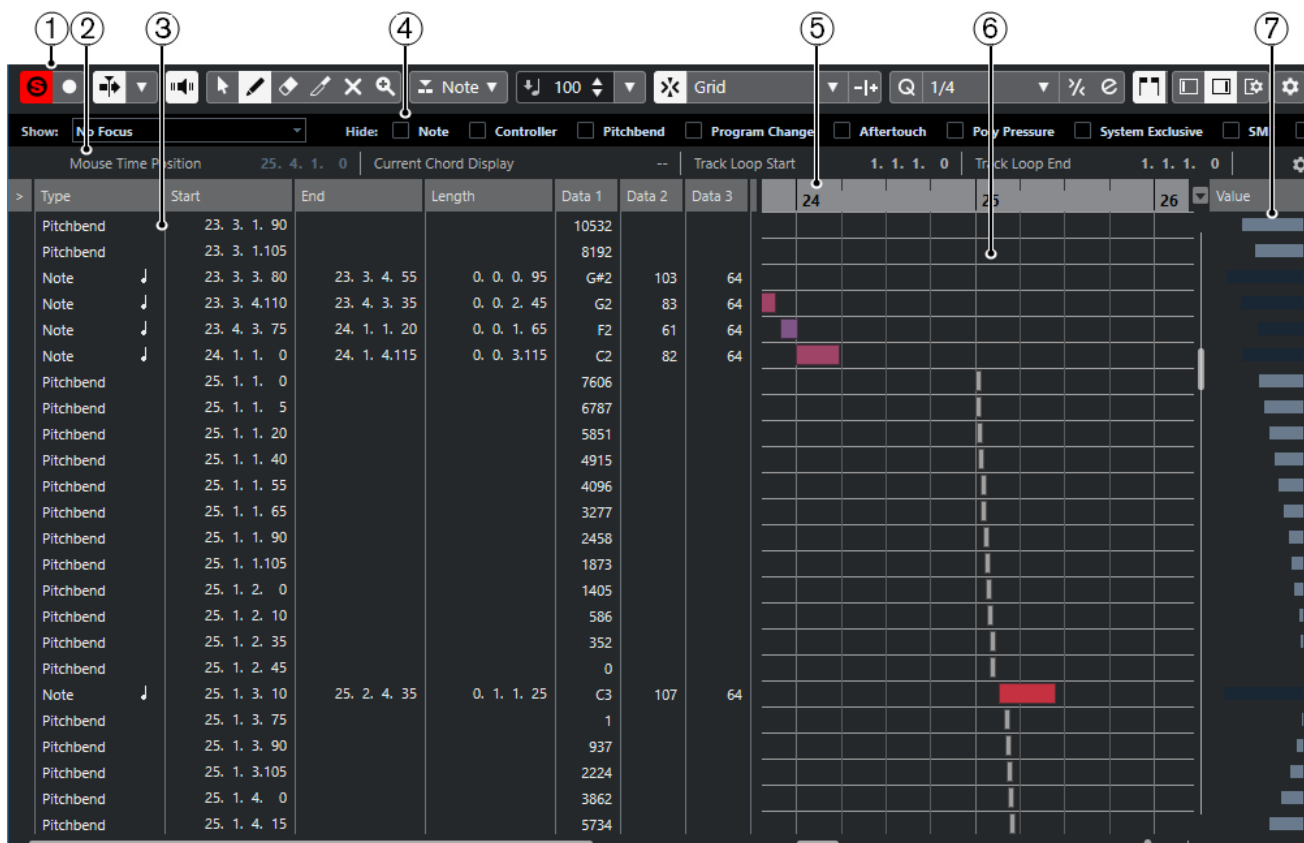 1 2 3 4 5 6 7
S Note 100 Grid Q 1/4
Show: No Focus Hide: Note Controller Pitchbend Program Change Aftertouch Poly Pressure System Exclusive SM
Mouse Time Position 25. 4. 1. 0 Current Chord Display -- Track Loop Start 1. 1. 1. 0 Track Loop End 1. 1. 1. 0
> Type Start End Length Data 1 Data 2 Data 3 24 25 26 Value
Pitchbend 23. 3. 1. 90 10532
Pitchbend 23. 3. 1.105 8192
Note 23. 3. 3. 80 23. 3. 4. 55 0. 0. 0. 95 G#2 103 64
Note 23. 3. 4.110 23. 4. 3. 35 0. 0. 2. 45 G2 83 64
Note 23. 4. 3. 75 24. 1. 1. 20 0. 0. 1. 65 F2 61 64
Note 24. 1. 1. 0 24. 1. 4.115 0. 0. 3.115 C2 82 64
Pitchbend 25. 1. 1. 0 7606
Pitchbend 25. 1. 1. 5 6787
Pitchbend 25. 1. 1. 20 5851
Pitchbend 25. 1. 1. 40 4915
Pitchbend 25. 1. 1. 55 4096
Pitchbend 25. 1. 1. 65 3277
Pitchbend 25. 1. 1. 90 2458
Pitchbend 25. 1. 1.105 1873
Pitchbend 25. 1. 2. 0 1405
Pitchbend 25. 1. 2. 10 586
Pitchbend 25. 1. 2. 35 352
Pitchbend 25. 1. 2. 45 0
Note 25. 1. 3. 10 25. 2. 4. 35 0. 1. 1. 25 C3 107 64
Pitchbend 25. 1. 3. 75 1
Pitchbend 25. 1. 3. 90 937
Pitchbend 25. 1. 3.105 2224
Pitchbend 25. 1. 4. 0 3862
Pitchbend 25. 1. 4. 15 5734